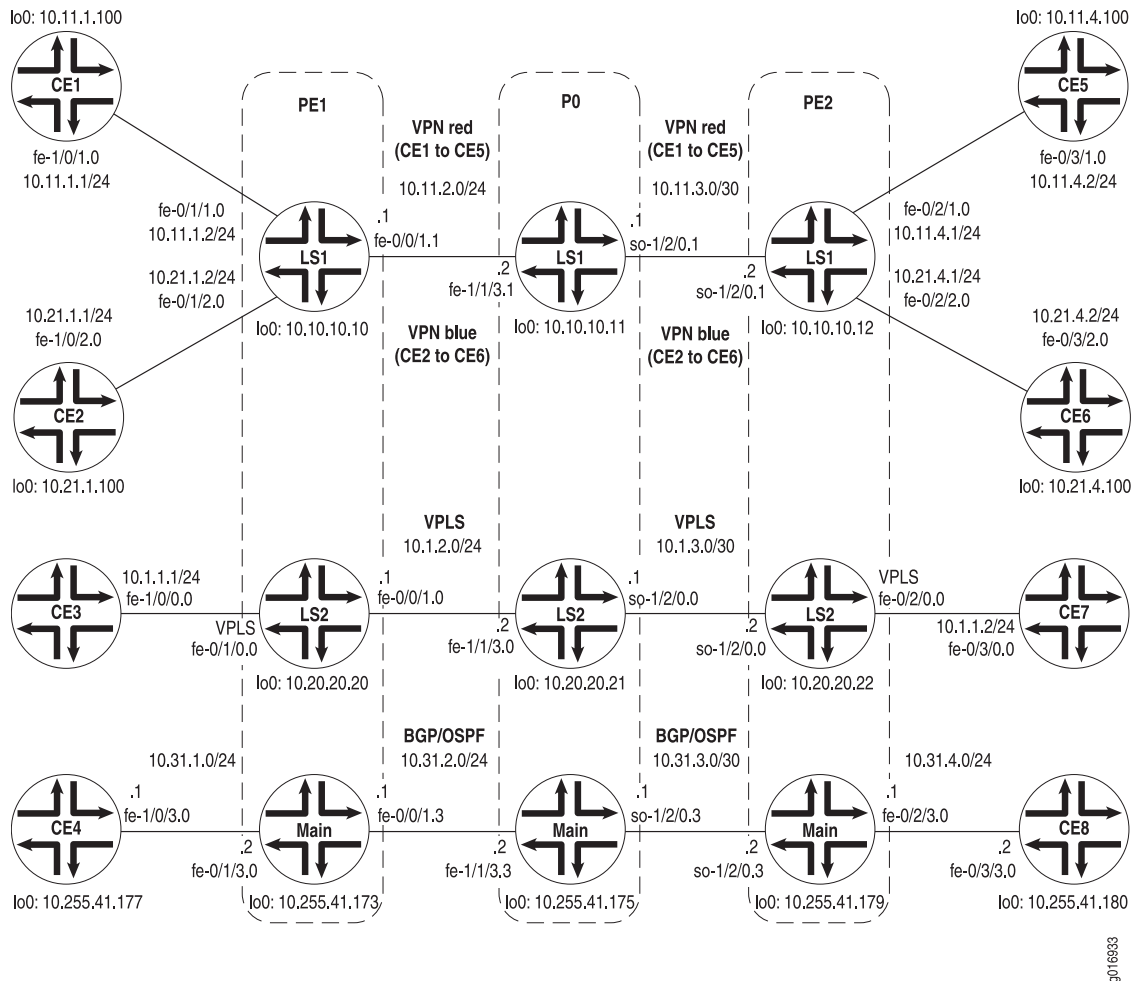 lo0: 10.11.1.100
lo0: 10.11.4.100
CE1
PE1
P0
PE2
CE5
VPN red
(CE1 to CE5)
VPN red
(CE1 to CE5)
fe-1/0/1.0
10.11.1.1/24
fe-0/3/1.0
10.11.4.2/24
10.11.2.0/24
10.11.3.0/30
fe-0/1/1.0
10.11.1.2/24
.1
fe-0/0/1.1
.1
so-1/2/0.1
fe-0/2/1.0
10.11.4.1/24
LS1
LS1
LS1
10.21.1.2/24
fe-0/1/2.0
.2
fe-1/1/3.1
.2
so-1/2/0.1
10.21.4.1/24
fe-0/2/2.0
10.21.1.1/24
fe-1/0/2.0
lo0: 10.10.10.10
lo0: 10.10.10.11
lo0: 10.10.10.12
10.21.4.2/24
fe-0/3/2.0
VPN blue
(CE2 to CE6)
VPN blue
(CE2 to CE6)
CE2
CE6
lo0: 10.21.1.100
lo0: 10.21.4.100
VPLS
10.1.2.0/24
VPLS
10.1.3.0/30
10.1.1.1/24
fe-1/0/0.0
.1
fe-0/0/1.0
.1
so-1/2/0.0
VPLS
fe-0/2/0.0
CE3
LS2
LS2
LS2
CE7
VPLS
fe-0/1/0.0
.2
fe-1/1/3.0
.2
so-1/2/0.0
10.1.1.2/24
fe-0/3/0.0
lo0: 10.20.20.20
lo0: 10.20.20.21
lo0: 10.20.20.22
BGP/OSPF
10.31.2.0/24
BGP/OSPF
10.31.3.0/30
10.31.1.0/24
10.31.4.0/24
.1
fe-1/0/3.0
.1
fe-0/0/1.3
.1
so-1/2/0.3
.1
fe-0/2/3.0
CE4
Main
Main
Main
CE8
.2
fe-0/1/3.0
.2
fe-1/1/3.3
.2
so-1/2/0.3
.2
fe-0/3/3.0
lo0: 10.255.41.177
lo0: 10.255.41.173
lo0: 10.255.41.175
lo0: 10.255.41.179
lo0: 10.255.41.180
g016933